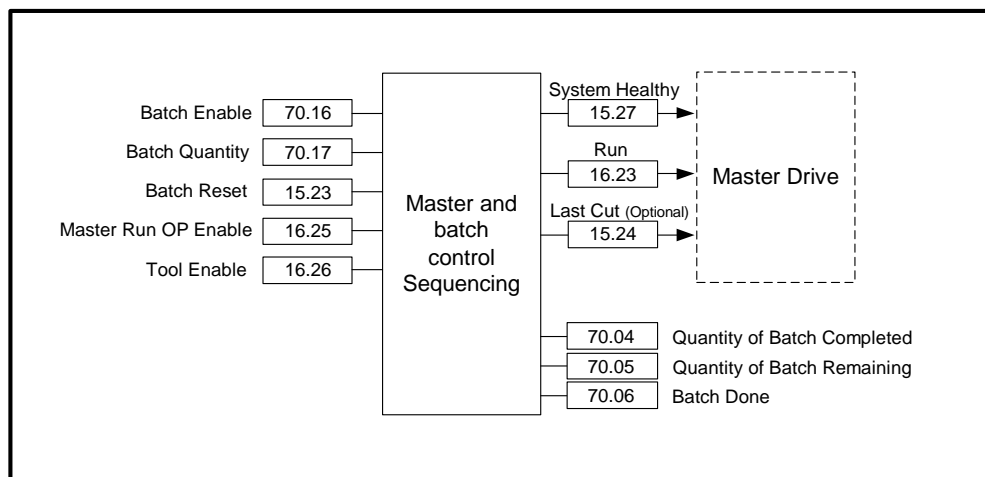 Batch Enable 70.16
Batch Quantity 70.17
Batch Reset 15.23
Master Run OP Enable 16.25
Tool Enable 16.26
Master and
batch
control
Sequencing
System Healthy
15.27
Run
16.23
Last Cut (Optional)
15.24
Master Drive
70.04 Quantity of Batch Completed
70.05 Quantity of Batch Remaining
70.06 Batch Done